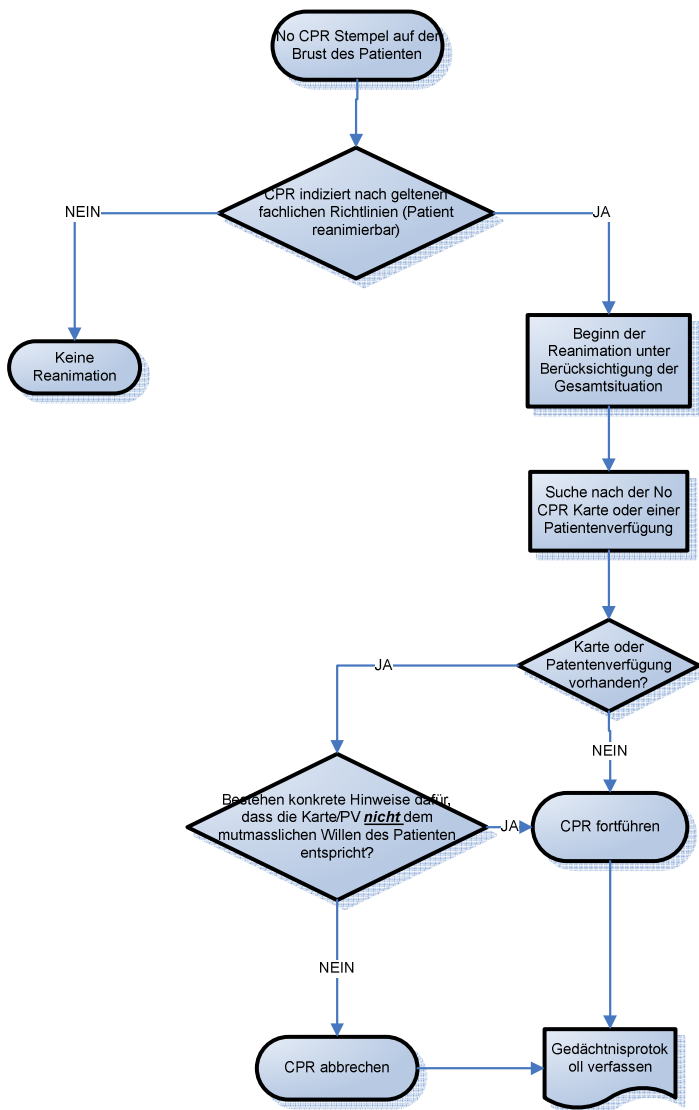 No CPR Stempel auf der
Brust des Patienten
CPR indiziert nach geltenen
fachlichen Richtlinien (Patient
reanimierbar)
NEIN
JA
Keine
Reanimation
Beginn der
Reanimation unter
Berücksichtigung der
Gesamtsituation
Suche nach der No
CPR Karte oder einer
Patientenverfügung
Karte oder
Patentenverfügung
vorhanden?
JA
NEIN
Bestehen konkrete Hinweise dafür,
dass die Karte/PV nicht dem
mutmasslichen Willen des Patienten
entspricht?
JA
CPR fortführen
NEIN
CPR abbrechen
Gedächtnisprotok
oll verfassen